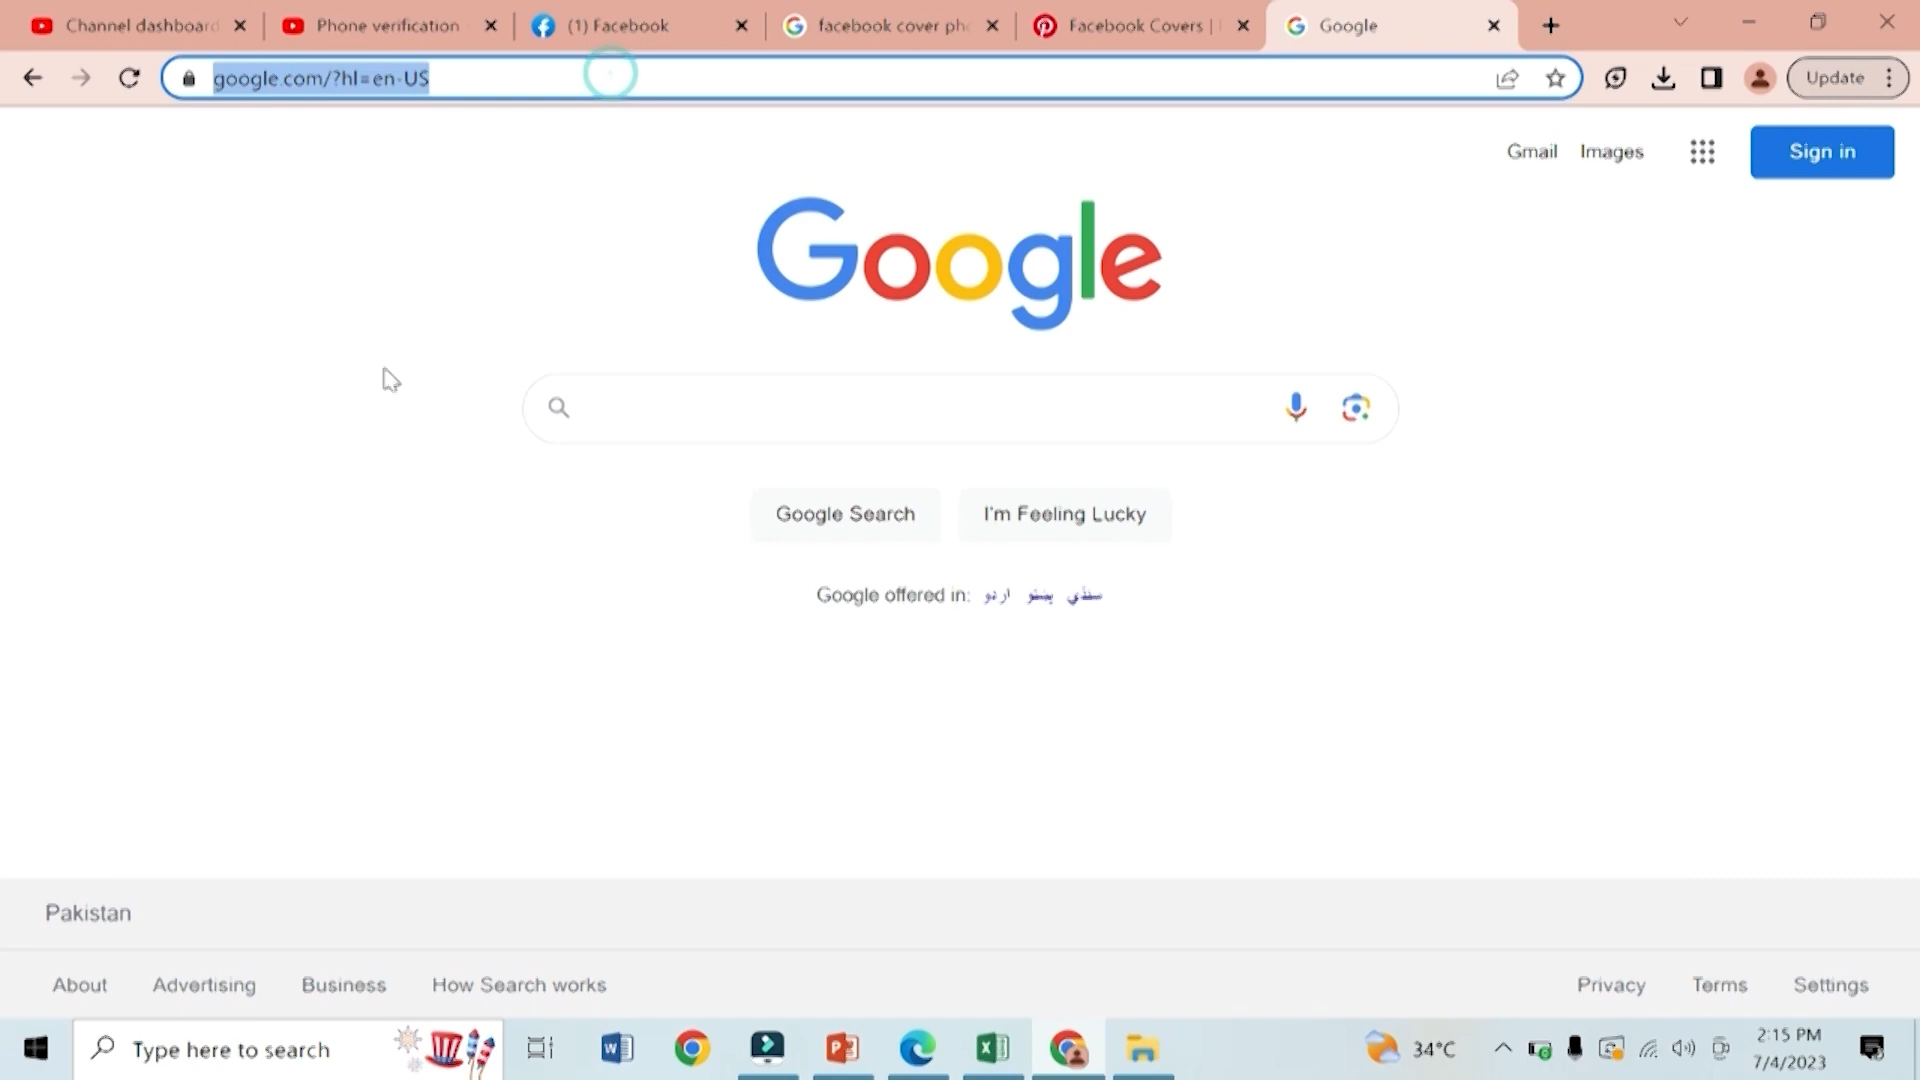 Channel dashboard
Phone verification
(1) Facebook
facebook cover pho
Facebook Covers |
Google
google.com/?hl=en-US
Update
Gmail Images Sign in
Google
Google Search I'm Feeling Lucky
Google offered in: اردو پښتو سنڌي
Pakistan
About Advertising Business How Search works Privacy Terms Settings
Type here to search
34°C
2:15 PM
7/4/2023